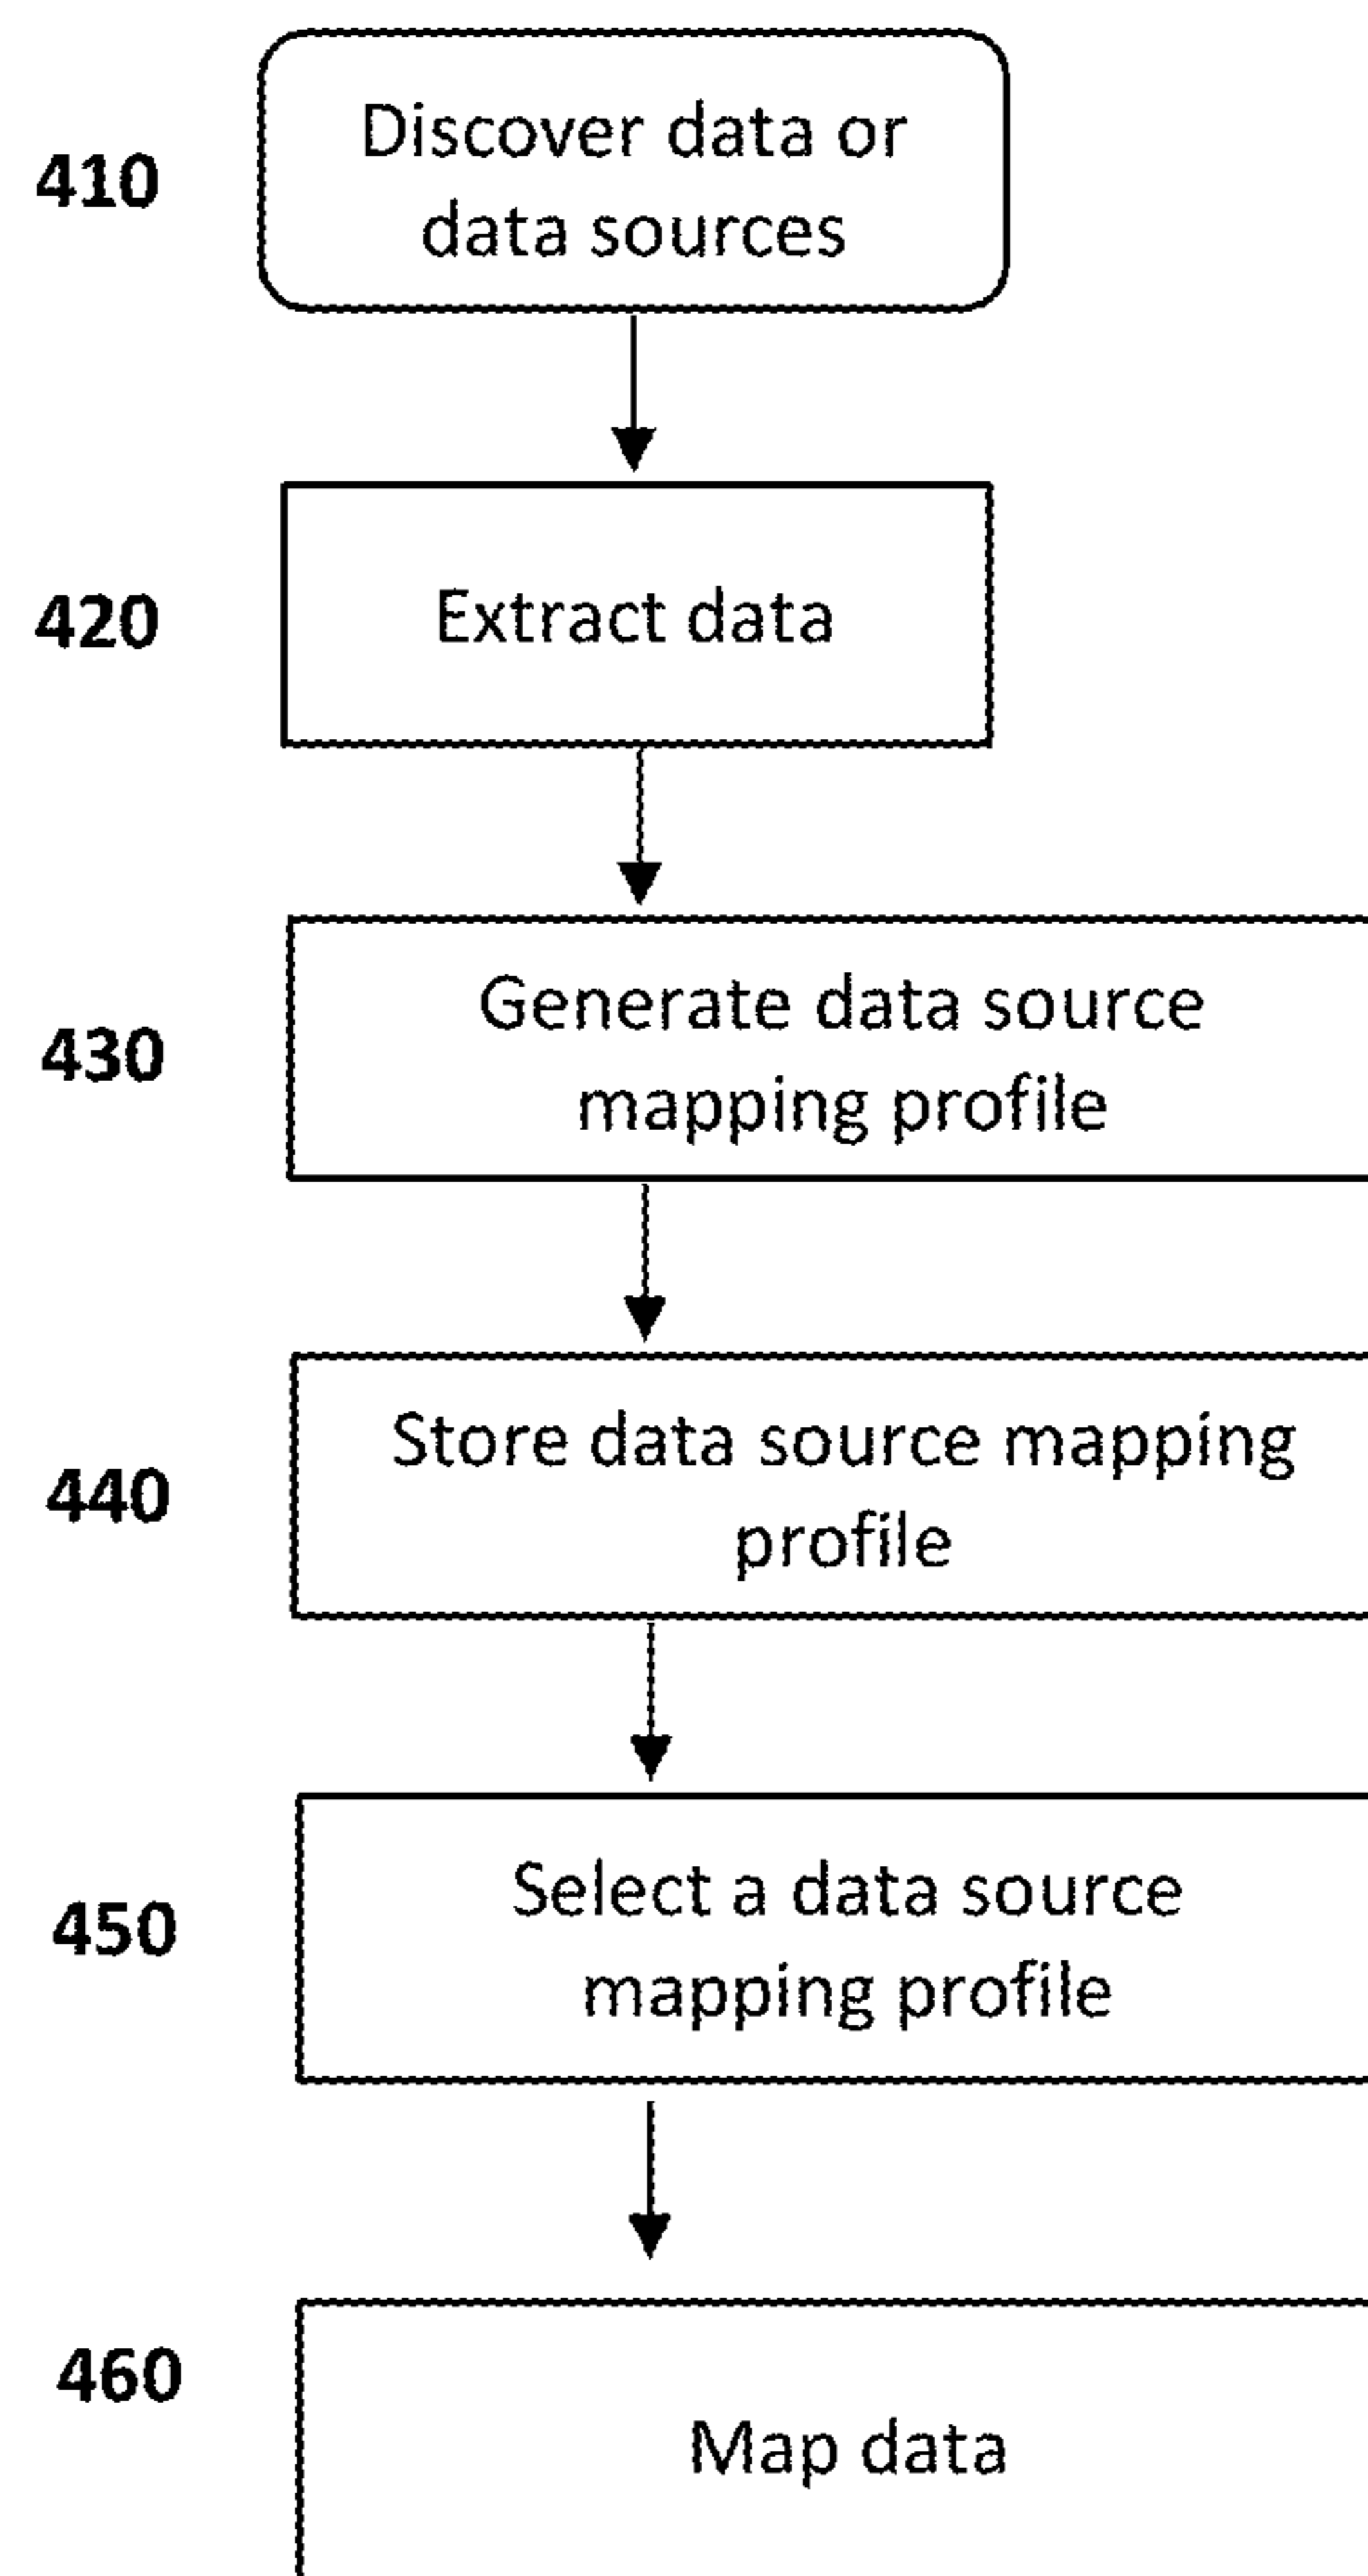 410
Discover data or
data sources
420
Extract data
430
Generate data source
mapping profile
440
Store data source mapping
profile
450
Select a data source
mapping profile
460
Map data